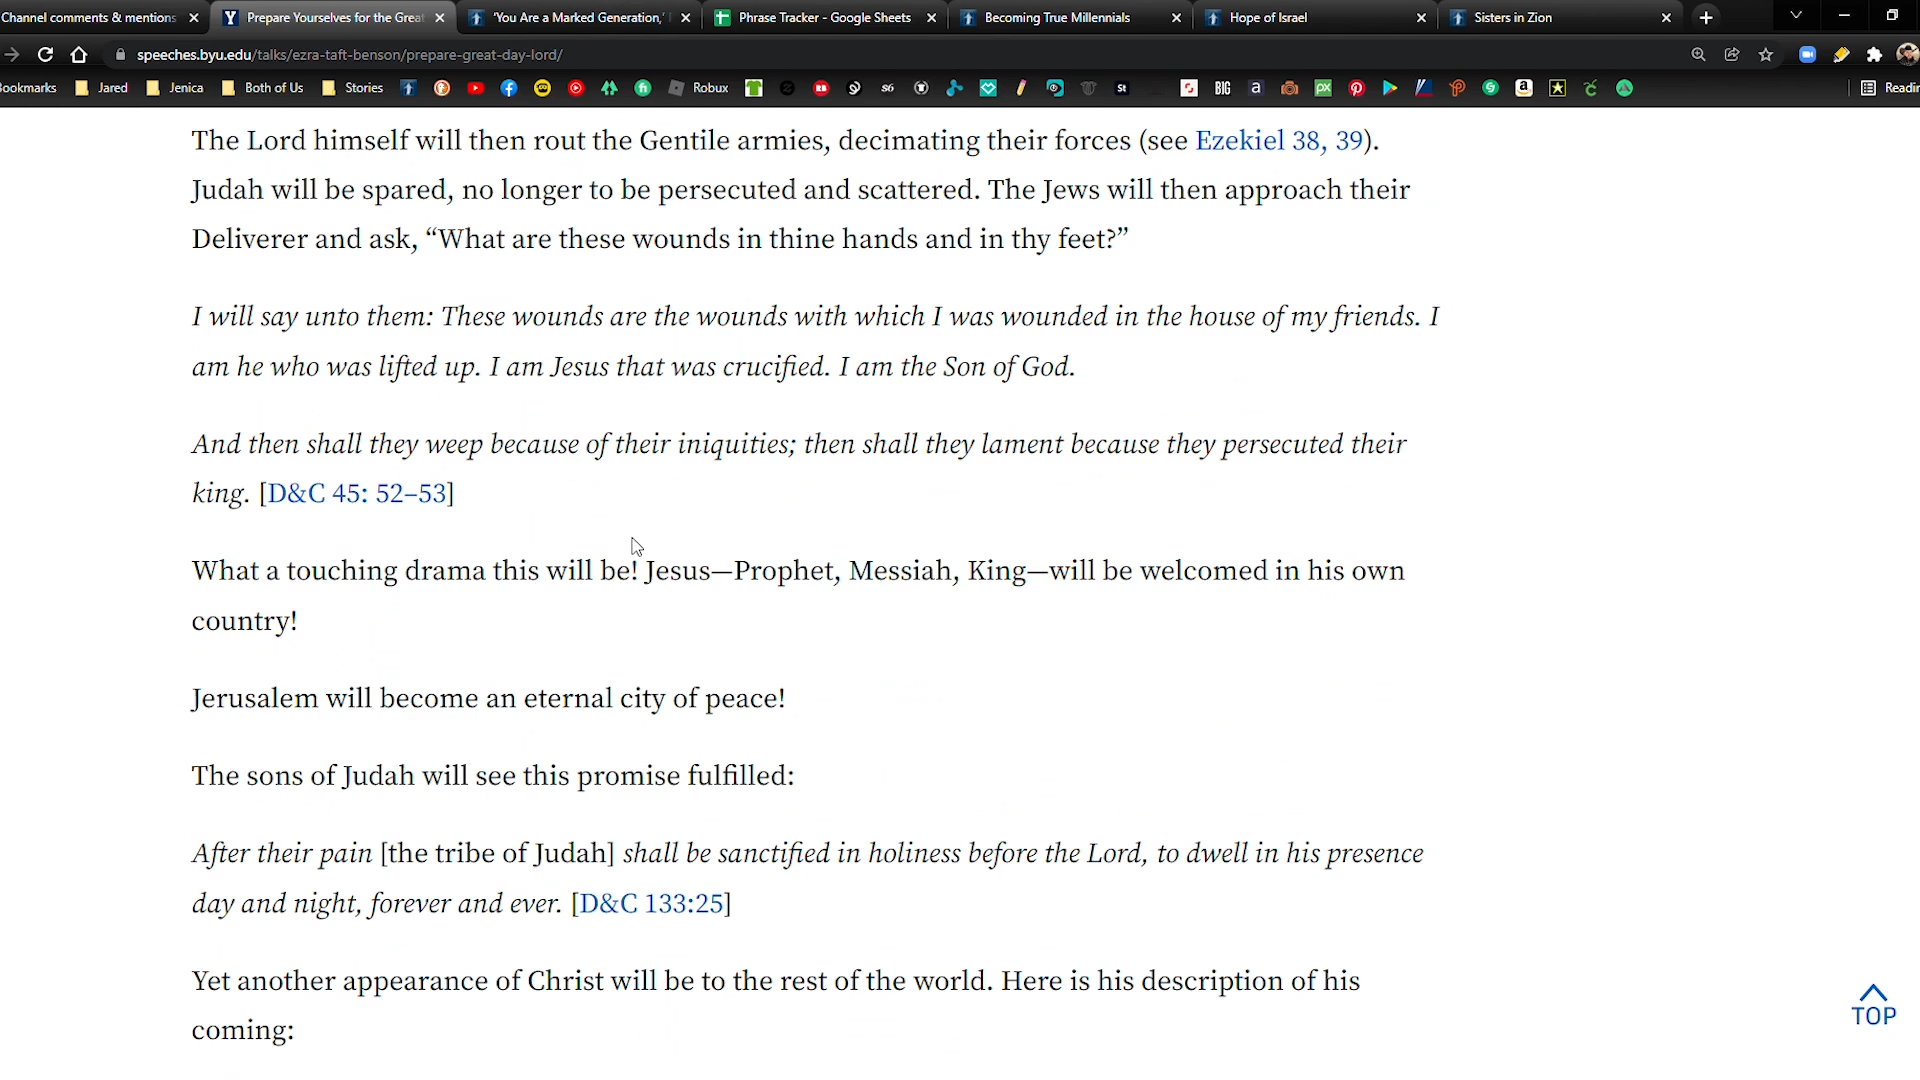 Channel comments & mentions
Prepare Yourselves for the Great
'You Are a Marked Generation,'
Phrase Tracker - Google Sheets
Becoming True Millennials
Hope of Israel
Sisters in Zion
speeches.byu.edu/talks/ezra-taft-benson/prepare-great-day-lord/
Bookmarks
Jared
Jenica
Both of Us
Stories
Robux
BIG
St
PX
Readin
The Lord himself will then rout the Gentile armies, decimating their forces (see Ezekiel 38, 39).
Judah will be spared, no longer to be persecuted and scattered. The Jews will then approach their
Deliverer and ask, “What are these wounds in thine hands and in thy feet?”
I will say unto them: These wounds are the wounds with which I was wounded in the house of my friends. I
am he who was lifted up. I am Jesus that was crucified. I am the Son of God.
And then shall they weep because of their iniquities; then shall they lament because they persecuted their
king. [D&C 45: 52–53]
What a touching drama this will be! Jesus—Prophet, Messiah, King—will be welcomed in his own
country!
Jerusalem will become an eternal city of peace!
The sons of Judah will see this promise fulfilled:
After their pain [the tribe of Judah] shall be sanctified in holiness before the Lord, to dwell in his presence
day and night, forever and ever. [D&C 133:25]
Yet another appearance of Christ will be to the rest of the world. Here is his description of his
coming:
TOP